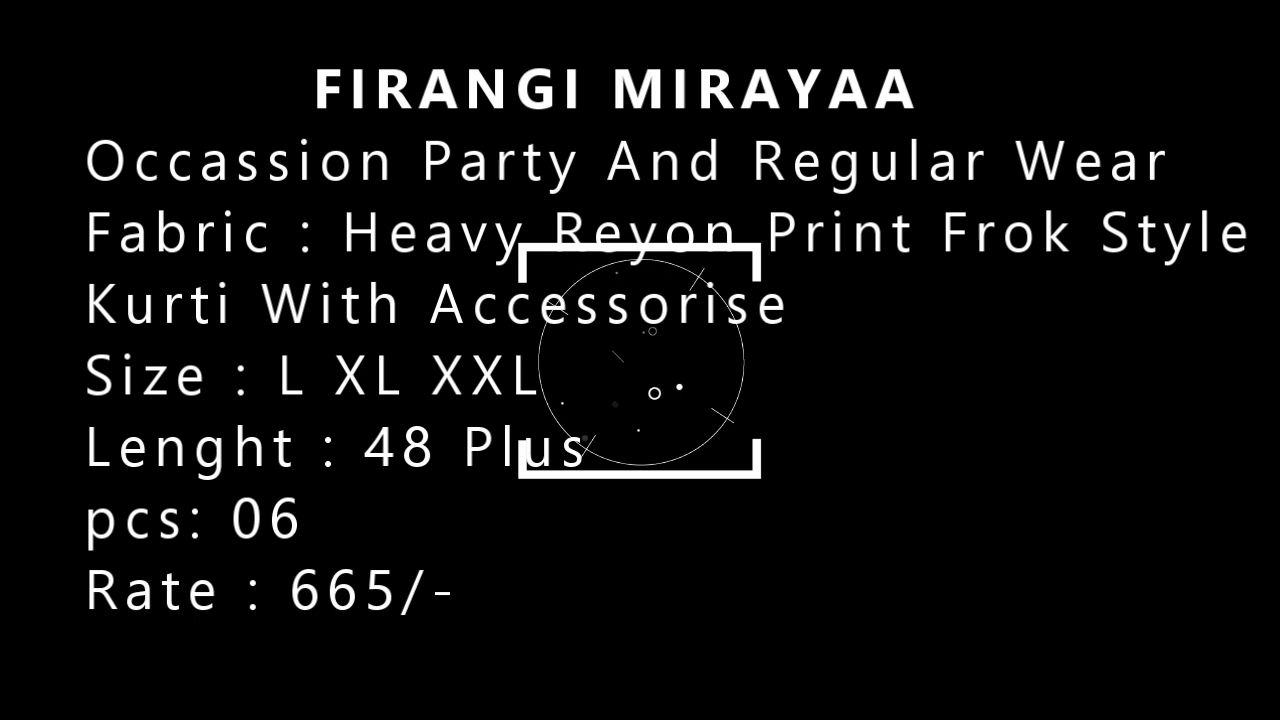 FIRANGI MIRAYAA
Occassion Party And Regular Wear
Fabric : Heavy Reyon Print Frok Style
Kurti With Accessorise
Size : L XL XXL
Lenght : 48 Plus
pcs: 06
Rate : 665/-